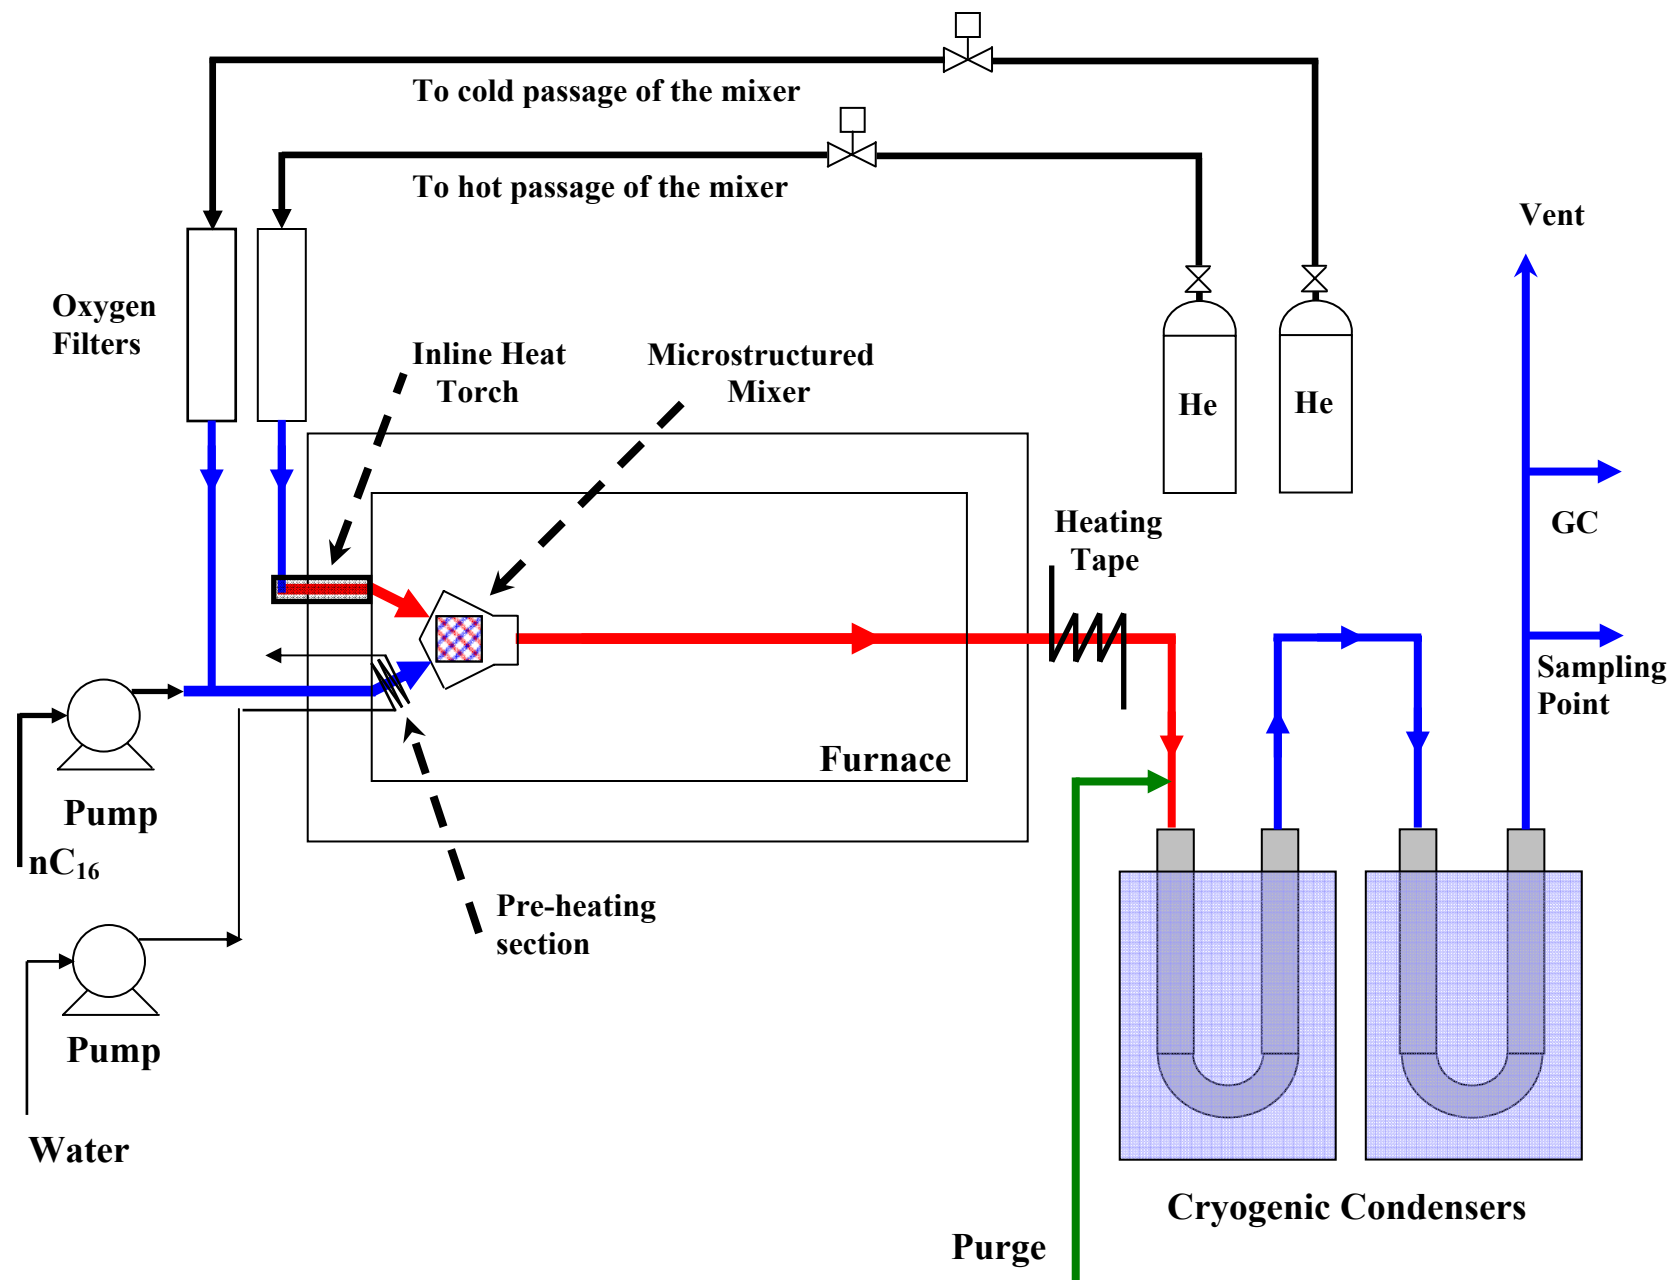 To cold passage of the mixer
To hot passage of the mixer
Vent
Oxygen
Filters
Inline Heat
Torch
Microstructured
Mixer
He
He
Heating
Tape
GC
Sampling
Point
Furnace
Pump
nC₁₆
Pre-heating
section
Pump
Water
Cryogenic Condensers
Purge